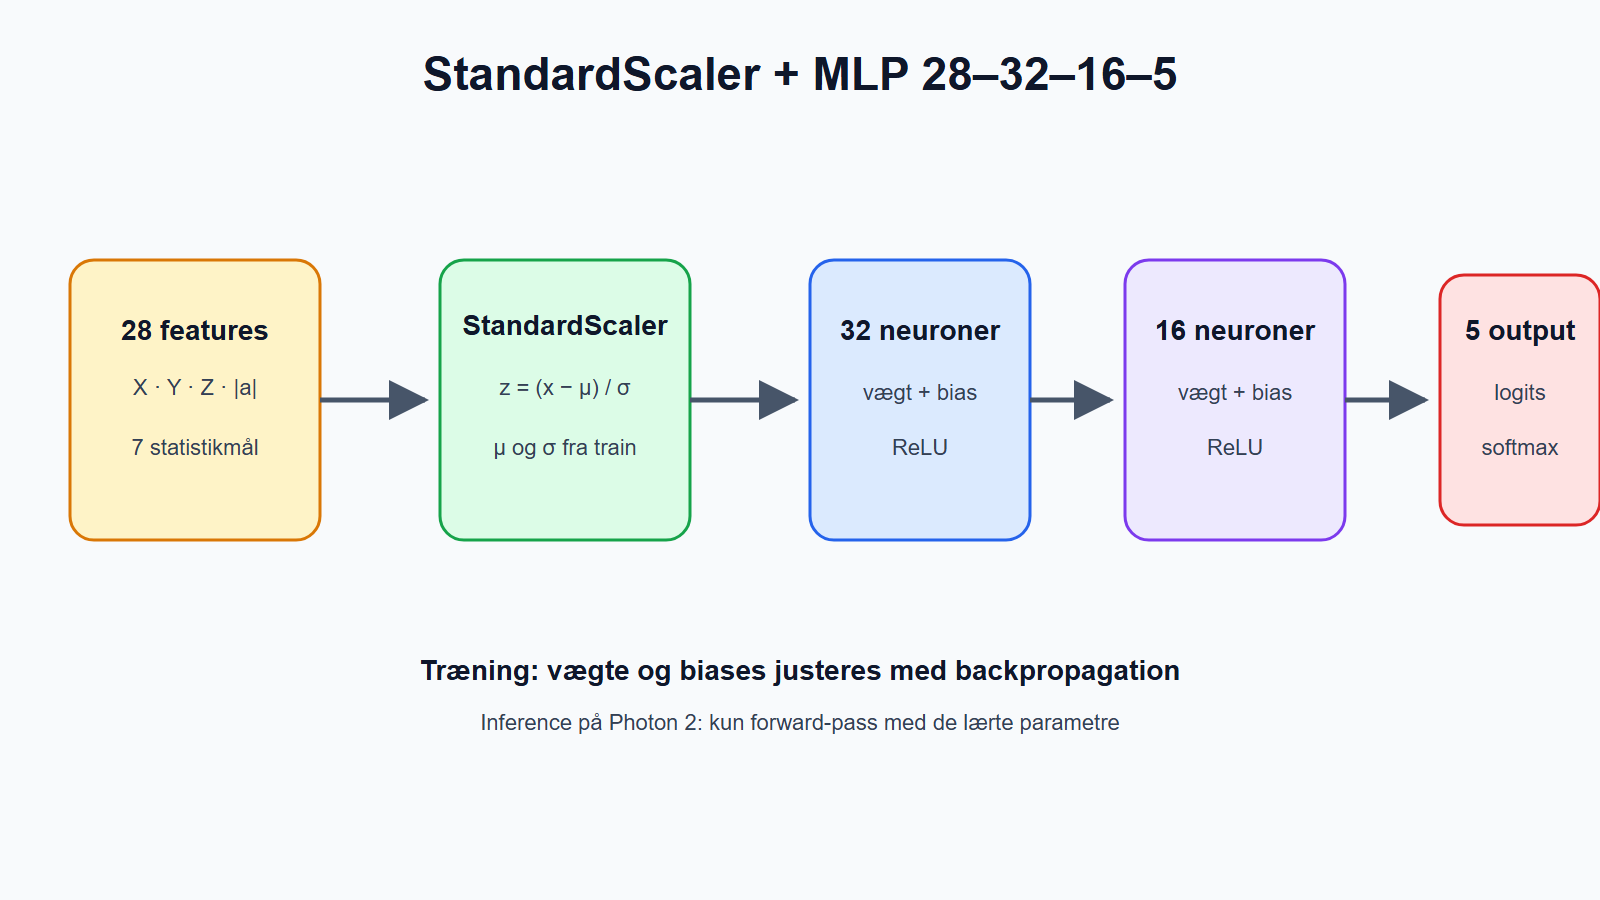 StandardScaler + MLP 28–32–16–5
28 features
X · Y · Z · |a|
7 statistikmål
StandardScaler
z = (x − μ) / σ
μ og σ fra train
32 neuroner
vægt + bias
ReLU
16 neuroner
vægt + bias
ReLU
5 output
logits
softmax
Træning: vægte og biases justeres med backpropagation
Inference på Photon 2: kun forward-pass med de lærte parametre